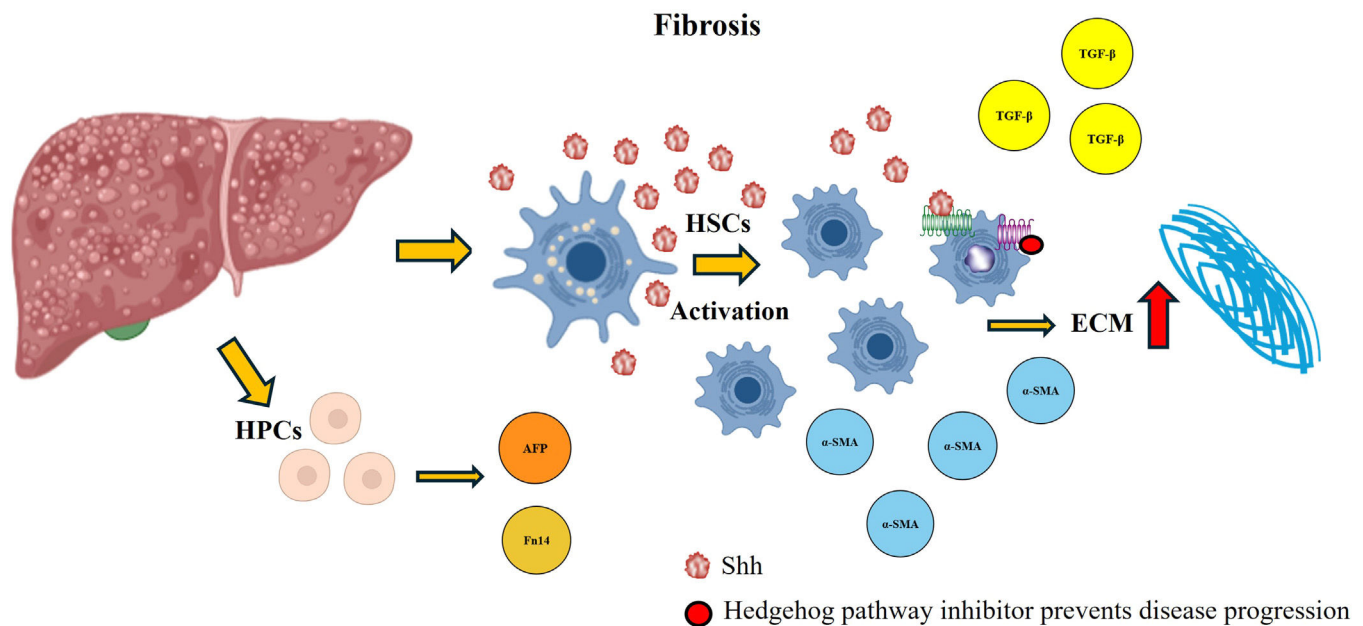 Fibrosis
TGF-β
TGF-β
TGF-β
HSCs
Activation
ECM
HPCs
AFP
Fn14
α-SMA
α-SMA
α-SMA
α-SMA
Shh
Hedgehog pathway inhibitor prevents disease progression